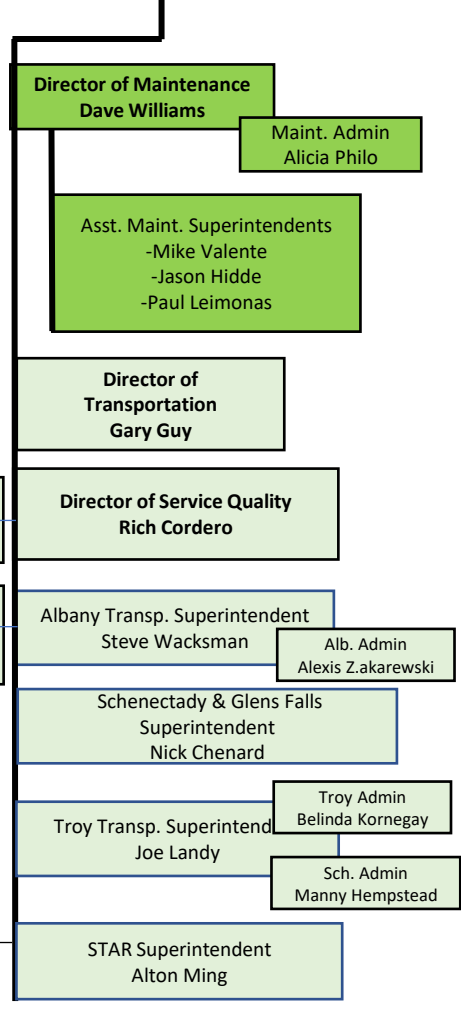 Director of Maintenance
Dave Williams
Maint. Admin
Alicia Philo
Asst. Maint. Superintendents
-Mike Valente
-Jason Hidde
-Paul Leimonas
Director of
Transportation
Gary Guy
Director of Service Quality
Rich Cordero
Albany Transp. Superintendent
Steve Wacksman
Alb. Admin
Alexis Z.akarewski
Schenectady & Glens Falls
Superintendent
Nick Chenard
Troy Admin
Belinda Kornegay
Troy Transp. Superintend
Joe Landy
Sch. Admin
Manny Hempstead
STAR Superintendent
Alton Ming